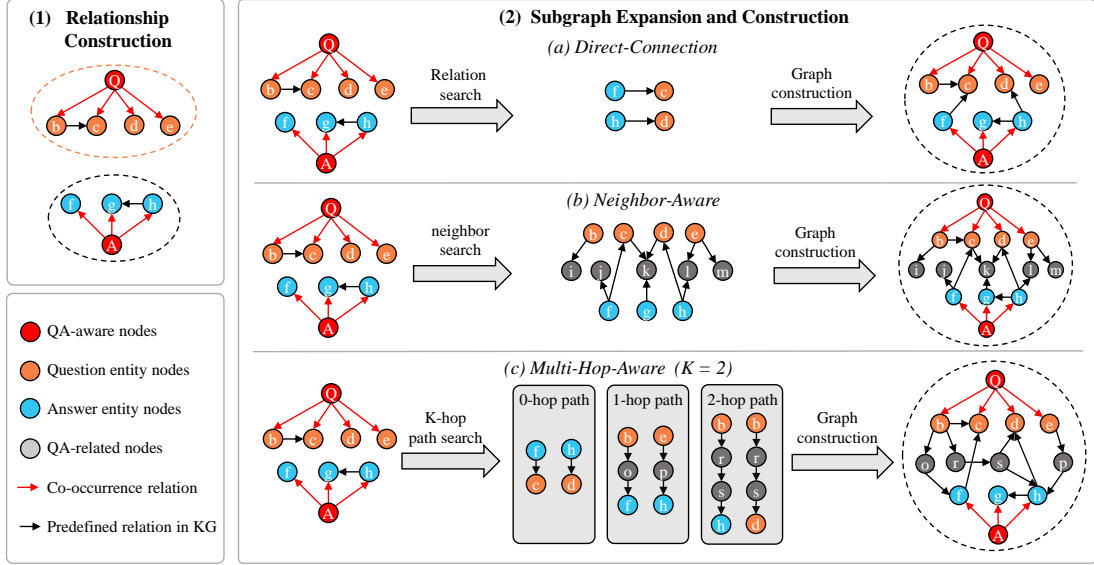 (1) Relationship
Construction
Q
b c d e
f g h
A
QA-aware nodes
Question entity nodes
Answer entity nodes
QA-related nodes
Co-occurrence relation
Predefined relation in KG
(2) Subgraph Expansion and Construction
(a) Direct-Connection
Q
b c d e
f g h
A
Relation
search
f c
h d
Graph
construction
Q
b c d e
f g h
A
(b) Neighbor-Aware
Q
b c d e
f g h
A
neighbor
search
b c d e
i j k l m
f g h
Graph
construction
Q
b c d e
i j k l m
f g h
A
(c) Multi-Hop-Aware (K = 2)
Q
b c d e
f g h
A
K-hop
path search
0-hop path
f h
c d
1-hop path
b e
o p
f h
2-hop path
b b
r r
s s
h d
Graph
construction
Q
b c d e
o r s p
f g h
A